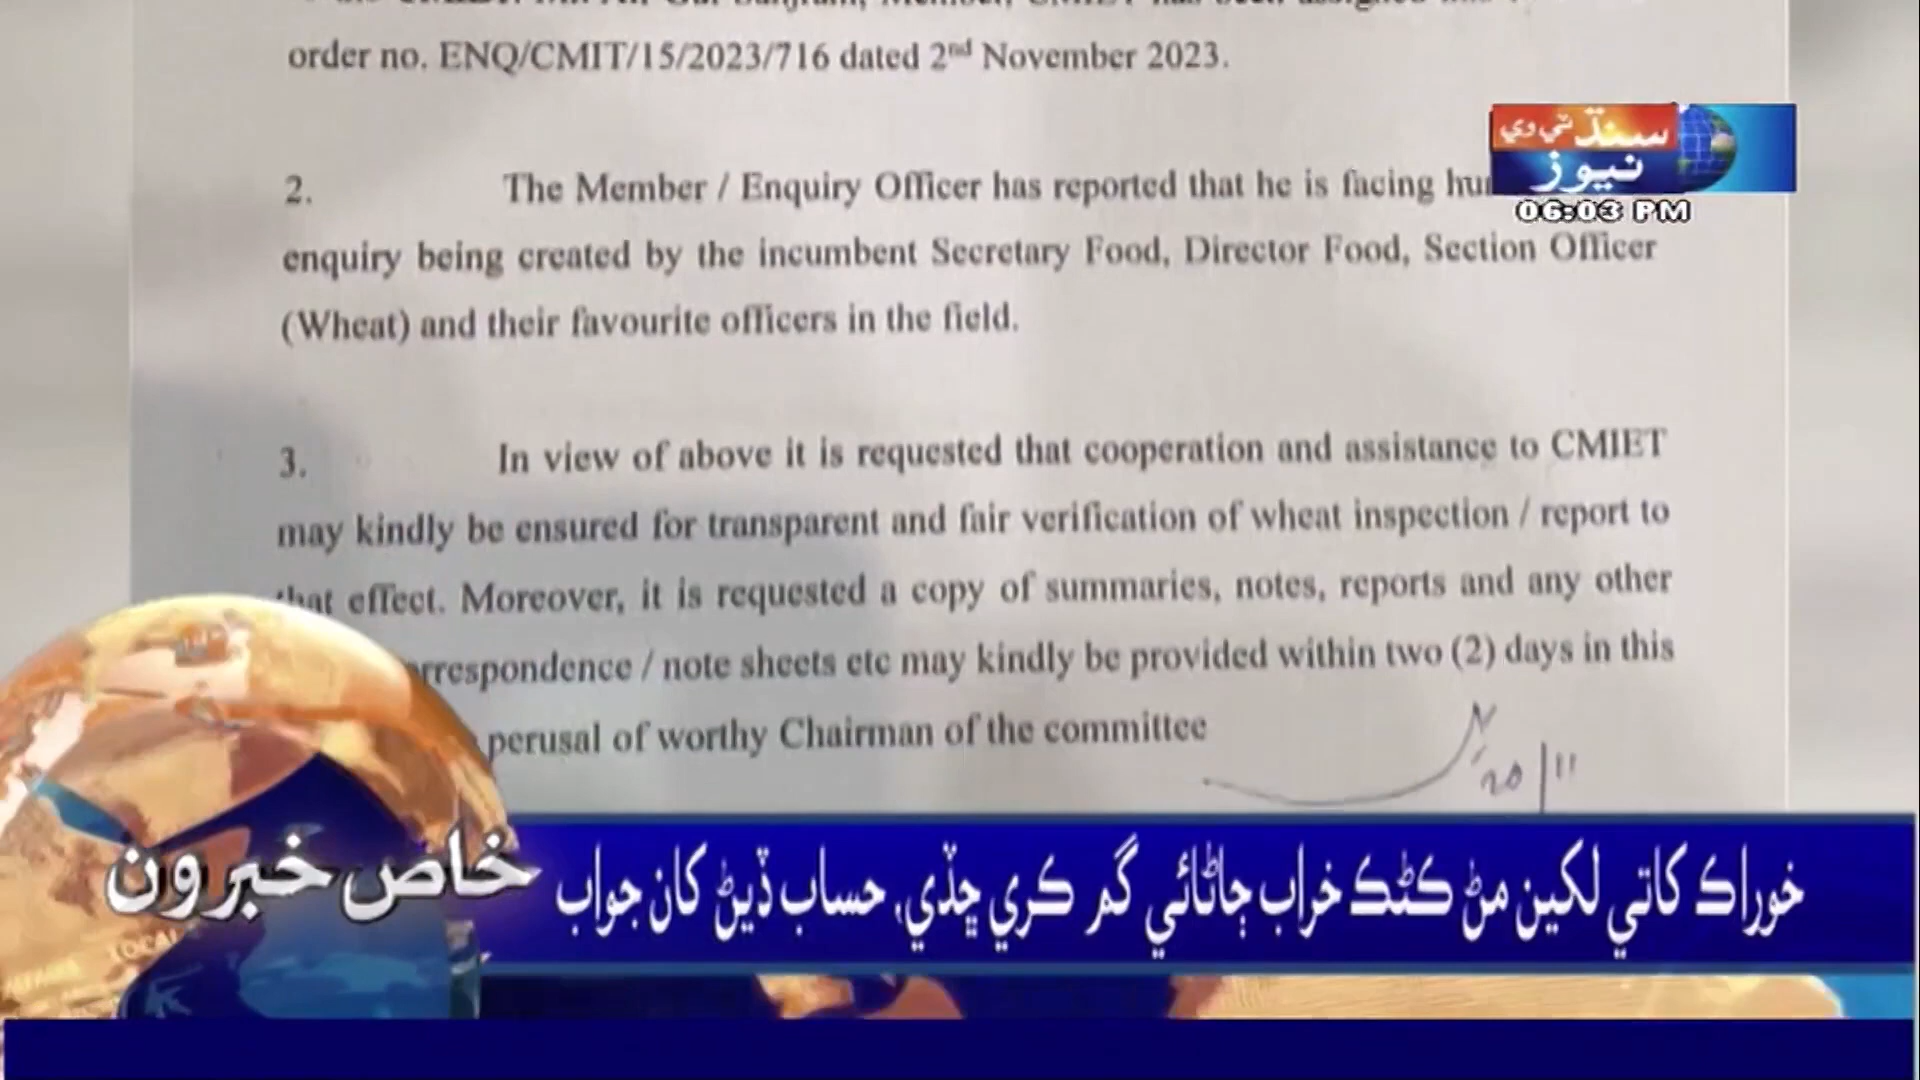 order no. ENQ/CMIT/15/2023/716 dated 2nd November 2023.
سنڌ ٽي وي
نيوز
06:03 PM
2. The Member / Enquiry Officer has reported that he is facing
enquiry being created by the incumbent Secretary Food, Director Food, Section Officer
(Wheat) and their favourite officers in the field.
3. In view of above it is requested that cooperation and assistance to CMIET
may kindly be ensured for transparent and fair verification of wheat inspection / report to
that effect. Moreover, it is requested a copy of summaries, notes, reports and any other
rrespondence / note sheets etc may kindly be provided within two (2) days in this
perusal of worthy Chairman of the committee
20/11
خاص خبرون
خوراڪ کاتي لکين مڻ ڪڻڪ خراب ڄاڻائي گم ڪري ڇڏي، حساب ڏيڻ کان جواب